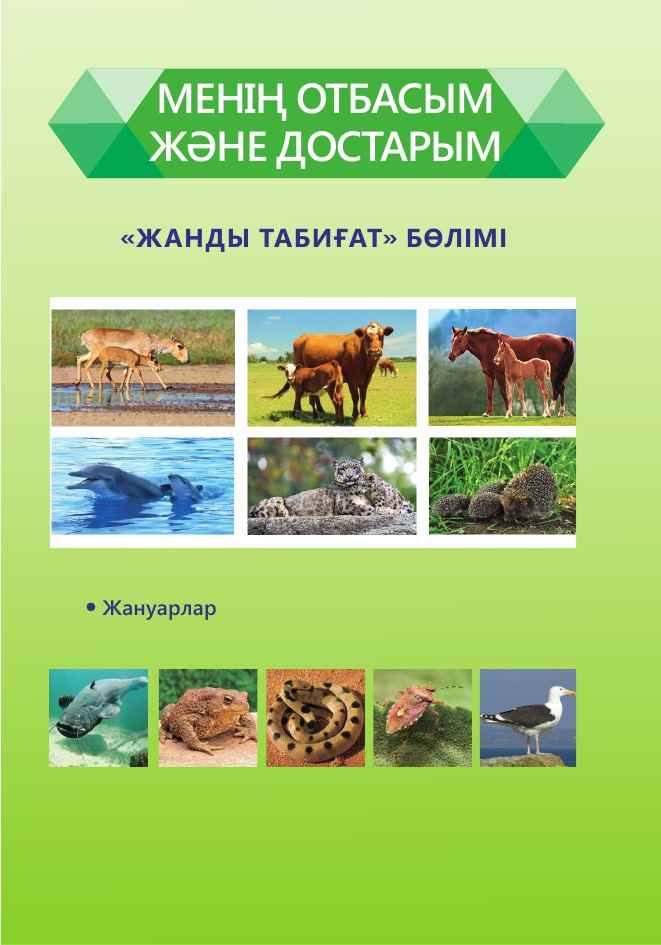 МЕНІҢ ОТБАСЫМ
ЖӘНЕ ДОСТАРЫМ
«ЖАНДЫ ТАБИҒАТ» БӨЛІМІ
• Жануарлар